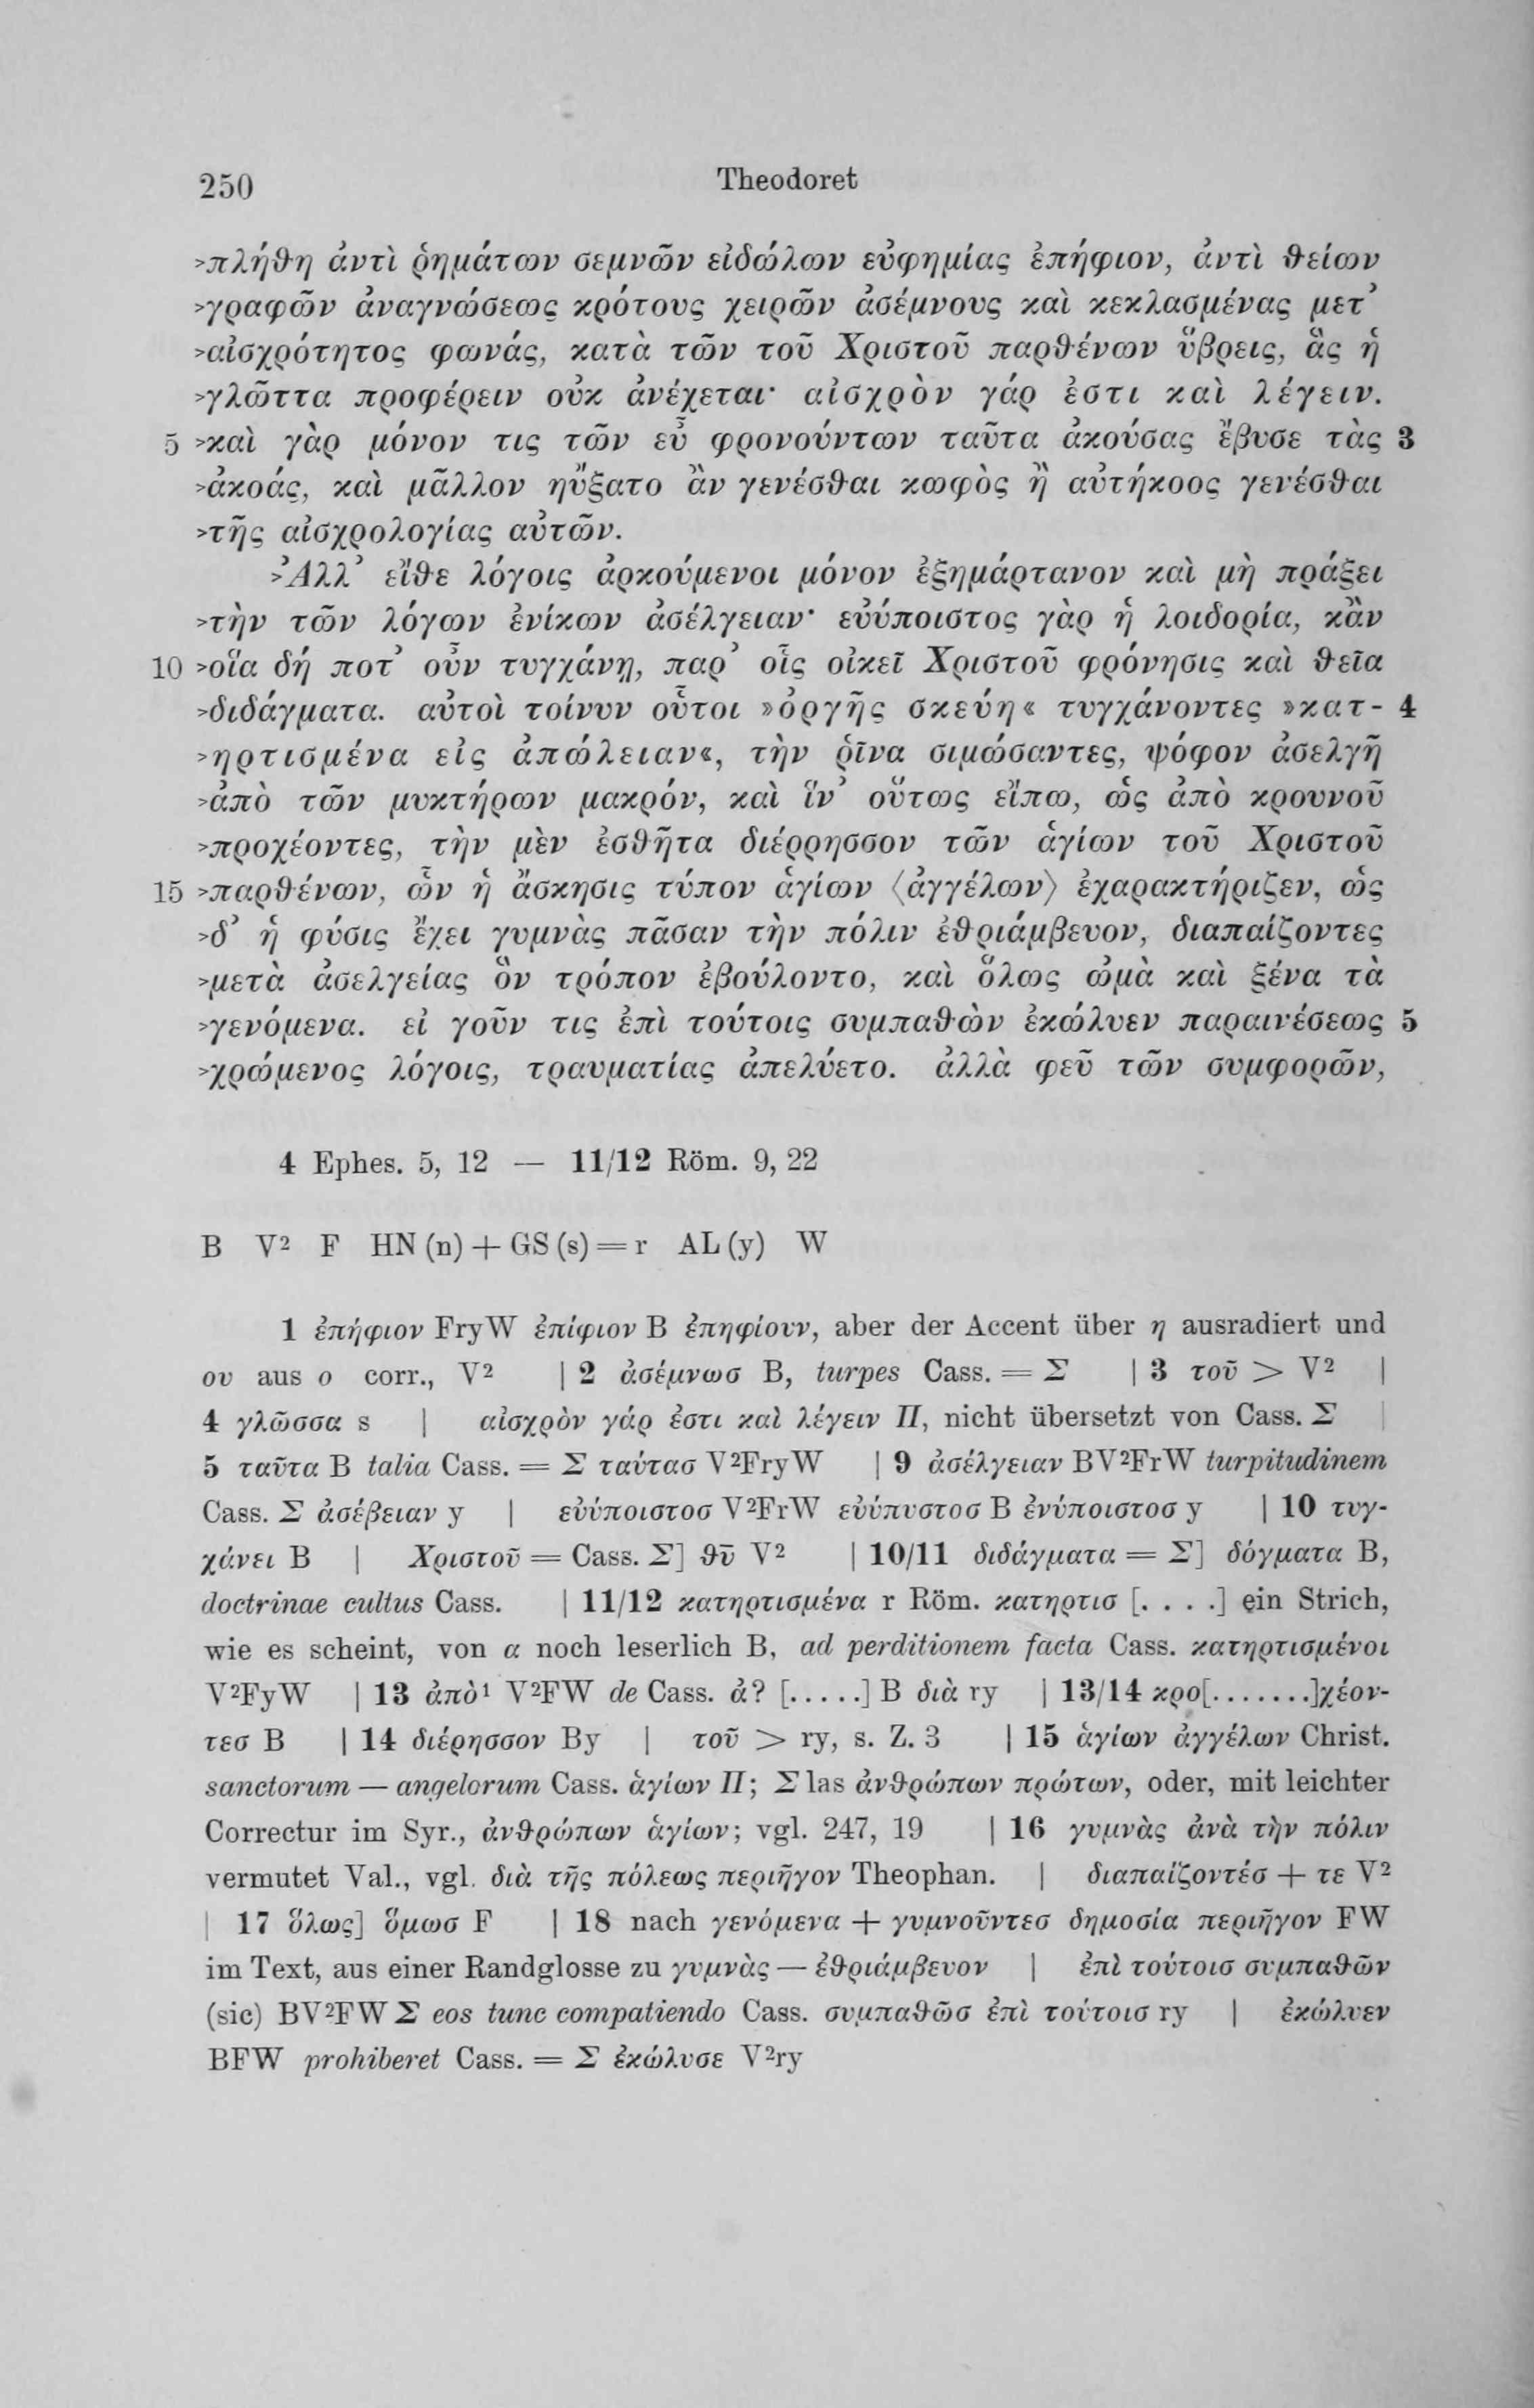 250 Theodoret
>πλήθη ἀντὶ ῥημάτων σεμνῶν εἰδώλων εὐφημίας ἐπήφιον, ἀντὶ θείων
>γραφῶν ἀναγνώσεως κρότους χειρῶν ἀσέμνους καὶ κεκλασμένας μετ᾽
>αἰσχρότητος φωνάς, κατὰ τῶν τοῦ Χριστοῦ παρθένων ὕβρεις, ἃς ἡ
>γλῶττα προφέρειν οὐκ ἀνέχεται· αἰσχρὸν γάρ ἐστι καὶ λέγειν.
5 >καὶ γὰρ μόνον τις τῶν εὖ φρονούντων ταῦτα ἀκούσας ἔβυσε τὰς 3
>ἀκοάς, καὶ μᾶλλον ηὔξατο ἂν γενέσθαι κωφὸς ἢ αὐτήκοος γενέσθαι
>τῆς αἰσχρολογίας αὐτῶν.
>Ἀλλ᾽ εἴθε λόγοις ἀρκούμενοι μόνον ἐξημάρτανον καὶ μὴ πράξει
>τὴν τῶν λόγων ἐνίκων ἀσέλγειαν· εὐύποιστος γὰρ ἡ λοιδορία, κἂν
10 >οἵα δή ποτ᾽ οὖν τυγχάνῃ, παρ᾽ οἷς οἰκεῖ Χριστοῦ φρόνησις καὶ θεῖα
>διδάγματα. αὐτοὶ τοίνυν οὗτοι »ὀργῆς σκεύη« τυγχάνοντες »κατ- 4
>ηρτισμένα εἰς ἀπώλειαν«, τὴν ῥῖνα σιμώσαντες, ψόφον ἀσελγῆ
>ἀπὸ τῶν μυκτήρων μακρόν, καὶ ἵν᾽ οὕτως εἴπω, ὡς ἀπὸ κρουνοῦ
>προχέοντες, τὴν μὲν ἐσθῆτα διέρρησσον τῶν ἁγίων τοῦ Χριστοῦ
15 >παρθένων, ὧν ἡ ἄσκησις τύπον ἁγίων ⟨ἀγγέλων⟩ ἐχαρακτήριζεν, ὡς
>δ᾽ ἡ φύσις ἔχει γυμνὰς πᾶσαν τὴν πόλιν ἐθριάμβευον, διαπαίζοντες
>μετὰ ἀσελγείας ὃν τρόπον ἐβούλοντο, καὶ ὅλως ὠμὰ καὶ ξένα τὰ
>γενόμενα. εἰ γοῦν τις ἐπὶ τούτοις συμπαθὼν ἐκώλυεν παραινέσεως 5
>χρώμενος λόγοις, τραυματίας ἀπελύετο. ἀλλὰ φεῦ τῶν συμφορῶν,
4 Ephes. 5, 12 — 11/12 Röm. 9, 22
B V² F HN (n) + GS (s) = r AL (y) W
1 ἐπήφιον FryW ἐπίφιον B ἐπηφίουν, aber der Accent über η ausradiert und
ου aus ο corr., V² | 2 ἀσέμνωσ B, turpes Cass. = Σ | 3 τοῦ > V² |
4 γλῶσσα s | αἰσχρὸν γάρ ἐστι καὶ λέγειν Π, nicht übersetzt von Cass. Σ |
5 ταῦτα B talia Cass. = Σ ταύτασ V²FryW | 9 ἀσέλγειαν BV²FrW turpitudinem
Cass. Σ ἀσέβειαν y | εὐύποιστοσ V²FrW εὐύπυστοσ B ἐνύποιστοσ y | 10 τυγ-
χάνει B | Χριστοῦ = Cass. Σ] θῦ V² | 10/11 διδάγματα = Σ] δόγματα B,
doctrinae cultus Cass. | 11/12 κατηρτισμένα r Röm. κατηρτισ [. . . .] ein Strich,
wie es scheint, von α noch leserlich B, ad perditionem facta Cass. κατηρτισμένοι
V²FyW | 13 ἀπὸ¹ V²FW de Cass. ἀ? [.....] B διὰ ry | 13/14 κρο[........]χέον-
τεσ B | 14 διέρησσον By | τοῦ > ry, s. Z. 3 | 15 ἁγίων ἀγγέλων Christ.
sanctorum — angelorum Cass. ἁγίων Π; Σ las ἀνθρώπων πρώτων, oder, mit leichter
Correctur im Syr., ἀνθρώπων ἁγίων; vgl. 247, 19 | 16 γυμνὰς ἀνὰ τὴν πόλιν
vermutet Val., vgl. διὰ τῆς πόλεως περιῆγον Theophan. | διαπαίζοντέσ + τε V²
| 17 ὅλως] ὅμωσ F | 18 nach γενόμενα + γυμνοῦντεσ δημοσία περιῆγον FW
im Text, aus einer Randglosse zu γυμνὰς — ἐθριάμβευον | ἐπὶ τούτοισ συμπαθῶν
(sic) BV²FW Σ eos tunc compatiendo Cass. συμπαθῶσ ἐπὶ τούτοισ ry | ἐκώλυεν
BFW prohiberet Cass. = Σ ἐκώλυσε V²ry